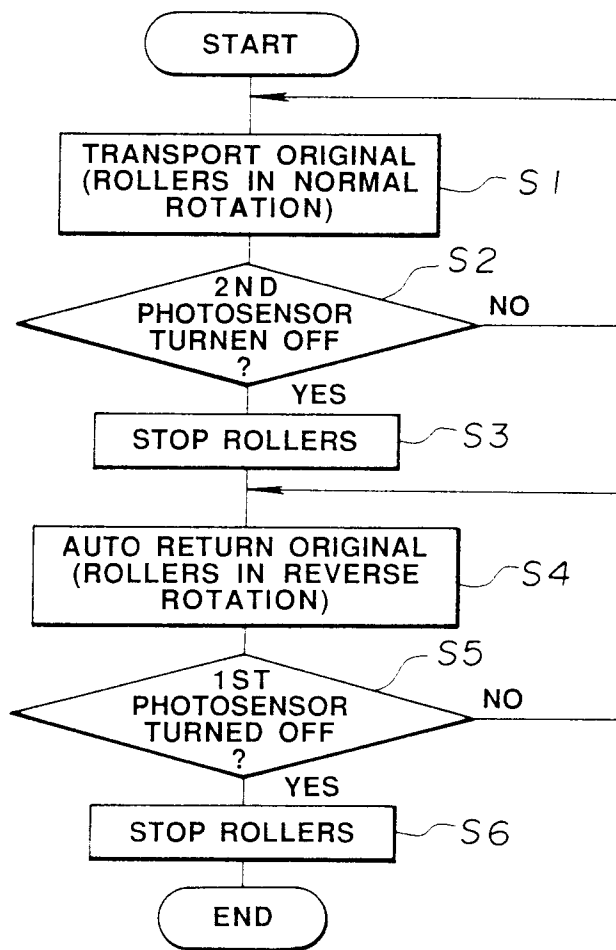 START
TRANSPORT ORIGINAL
(ROLLERS IN NORMAL
ROTATION)
S1
S2
2ND
PHOTOSENSOR
TURNEN OFF
?
NO
YES
STOP ROLLERS
S3
AUTO RETURN ORIGINAL
(ROLLERS IN REVERSE
ROTATION)
S4
S5
1ST
PHOTOSENSOR
TURNED OFF
?
NO
YES
STOP ROLLERS
S6
END